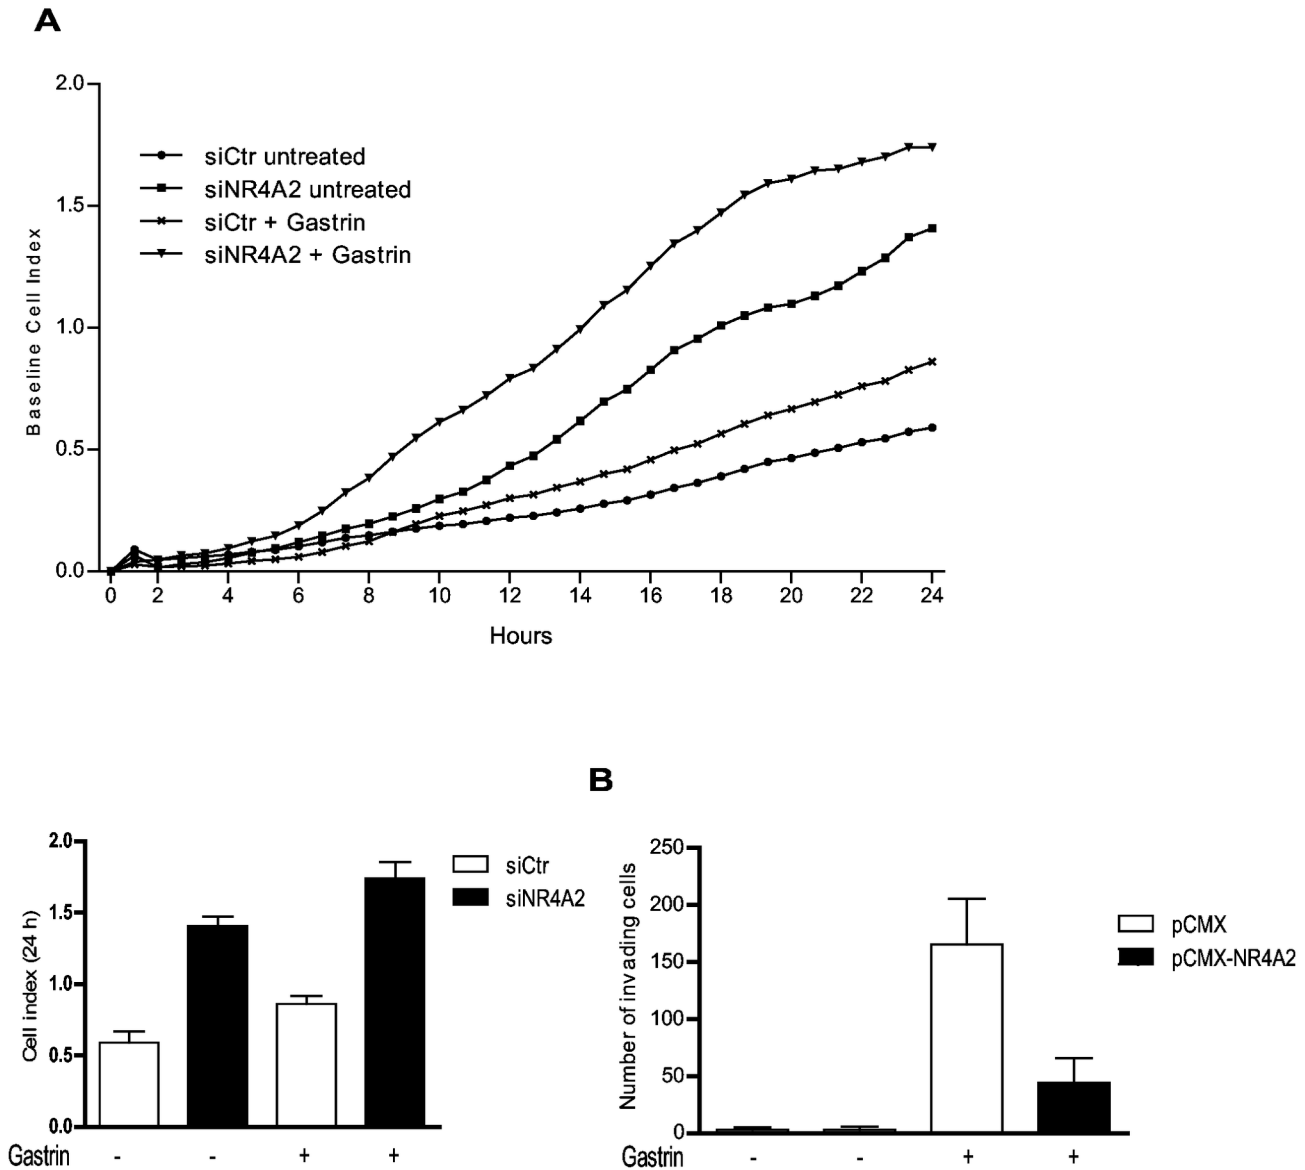 A
2.0
1.5
1.0
0.5
0.0
Baseline Cell Index
siCtr untreated
siNR4A2 untreated
siCtr + Gastrin
siNR4A2 + Gastrin
0 2 4 6 8 10 12 14 16 18 20 22 24
Hours
2.0
1.5
1.0
0.5
0.0
Cell index (24 h)
siCtr
siNR4A2
Gastrin - - + +
B
250
200
150
100
50
0
Number of invading cells
pCMX
pCMX-NR4A2
Gastrin - - + +